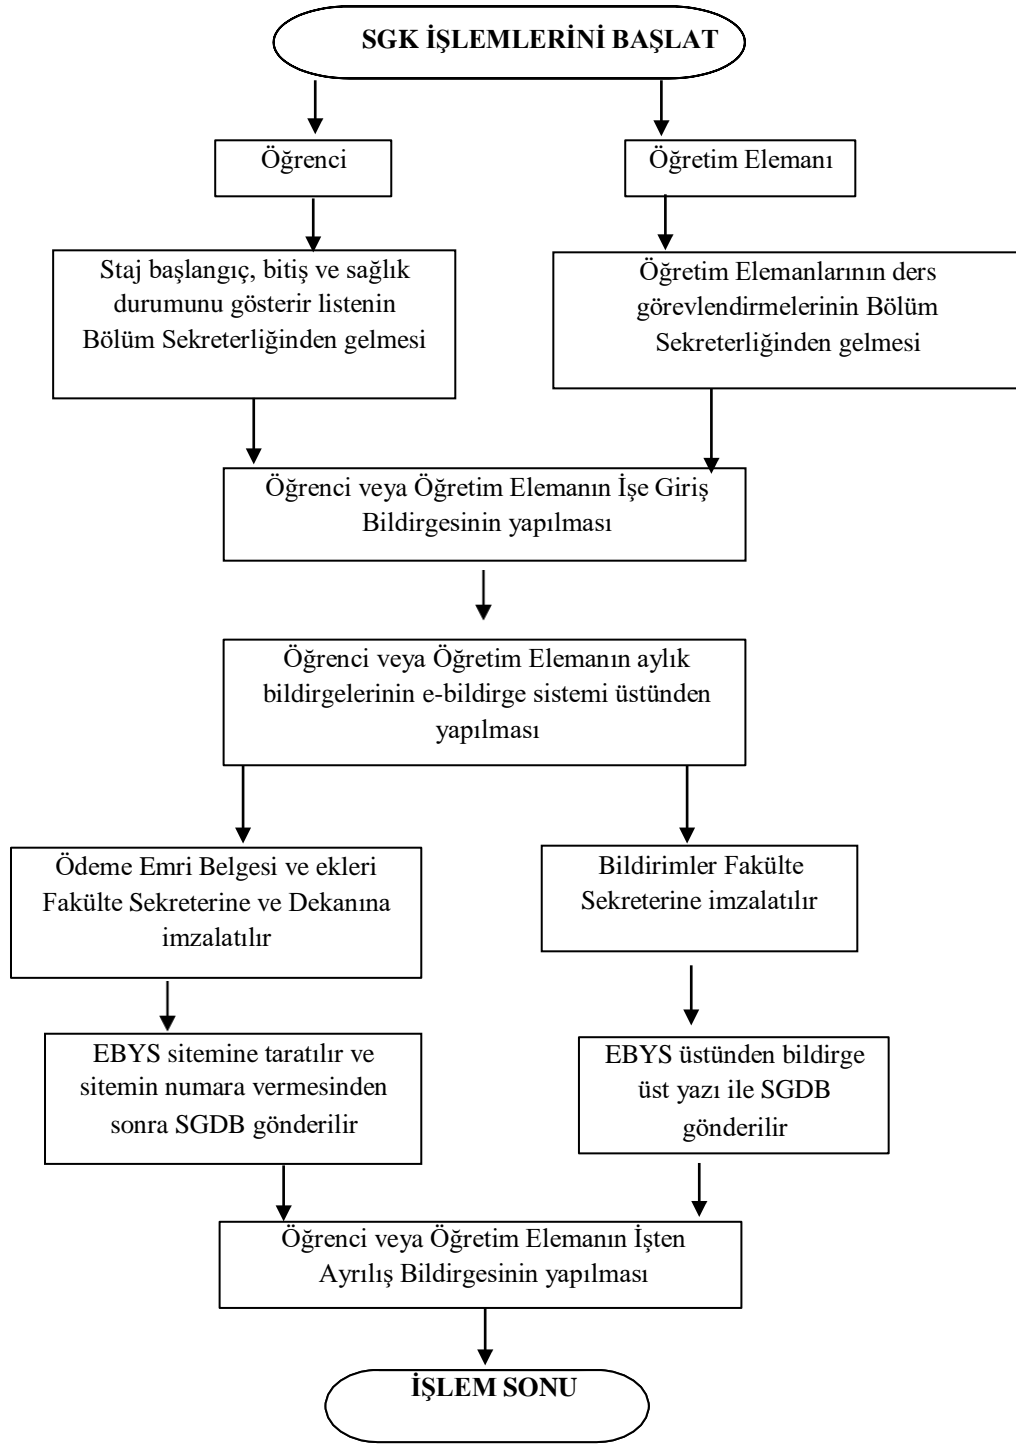 SGK İŞLEMLERİNİ BAŞLAT
Öğrenci
Öğretim Elemanı
Staj başlangıç, bitiş ve sağlık
durumunu gösterir listenin
Bölüm Sekreterliğinden gelmesi
Öğretim Elemanlarının ders
görevlendirmelerinin Bölüm
Sekreterliğinden gelmesi
Öğrenci veya Öğretim Elemanın İşe Giriş
Bildirgesinin yapılması
Öğrenci veya Öğretim Elemanın aylık
bildirgelerinin e-bildirge sistemi üstünden
yapılması
Ödeme Emri Belgesi ve ekleri
Fakülte Sekreterine ve Dekanına
imzalatılır
Bildirimler Fakülte
Sekreterine imzalatılır
EBYS sitemine taratılır ve
sitemin numara vermesinden
sonra SGDB gönderilir
EBYS üstünden bildirge
üst yazı ile SGDB
gönderilir
Öğrenci veya Öğretim Elemanın İşten
Ayrılış Bildirgesinin yapılması
İŞLEM SONU